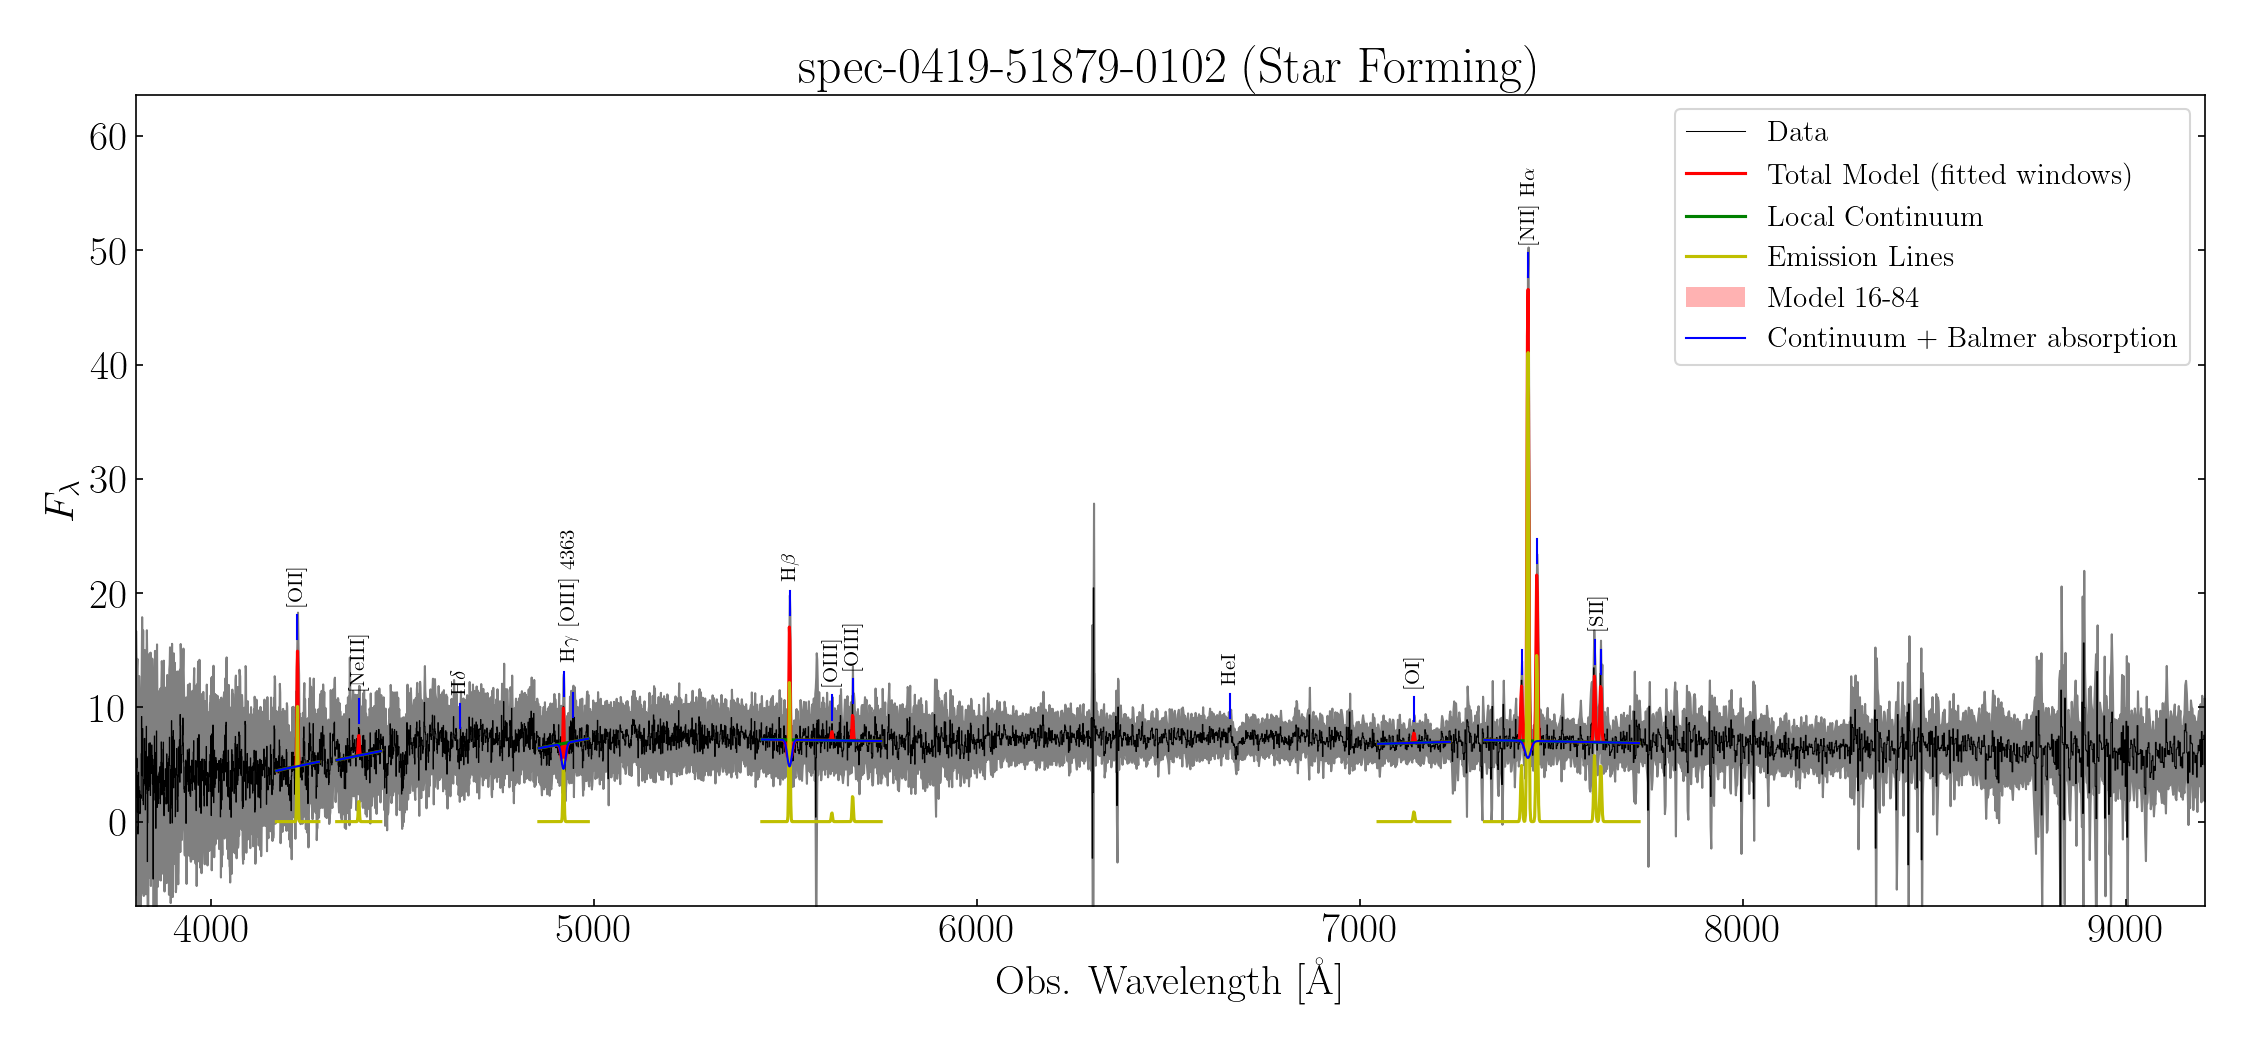 spec-0419-51879-0102 (Star Forming)
Data
Total Model (fitted windows)
Local Continuum
Emission Lines
Model 16-84
Continuum + Balmer absorption
[OII]
[NeIII]
Hδ
Hγ [OIII] 4363
Hβ
[OIII]
[OIII]
HeI
[OI]
[NII] Hα
[SII]
60
50
40
30
20
10
0
Fλ
4000
5000
6000
7000
8000
9000
Obs. Wavelength [Å]